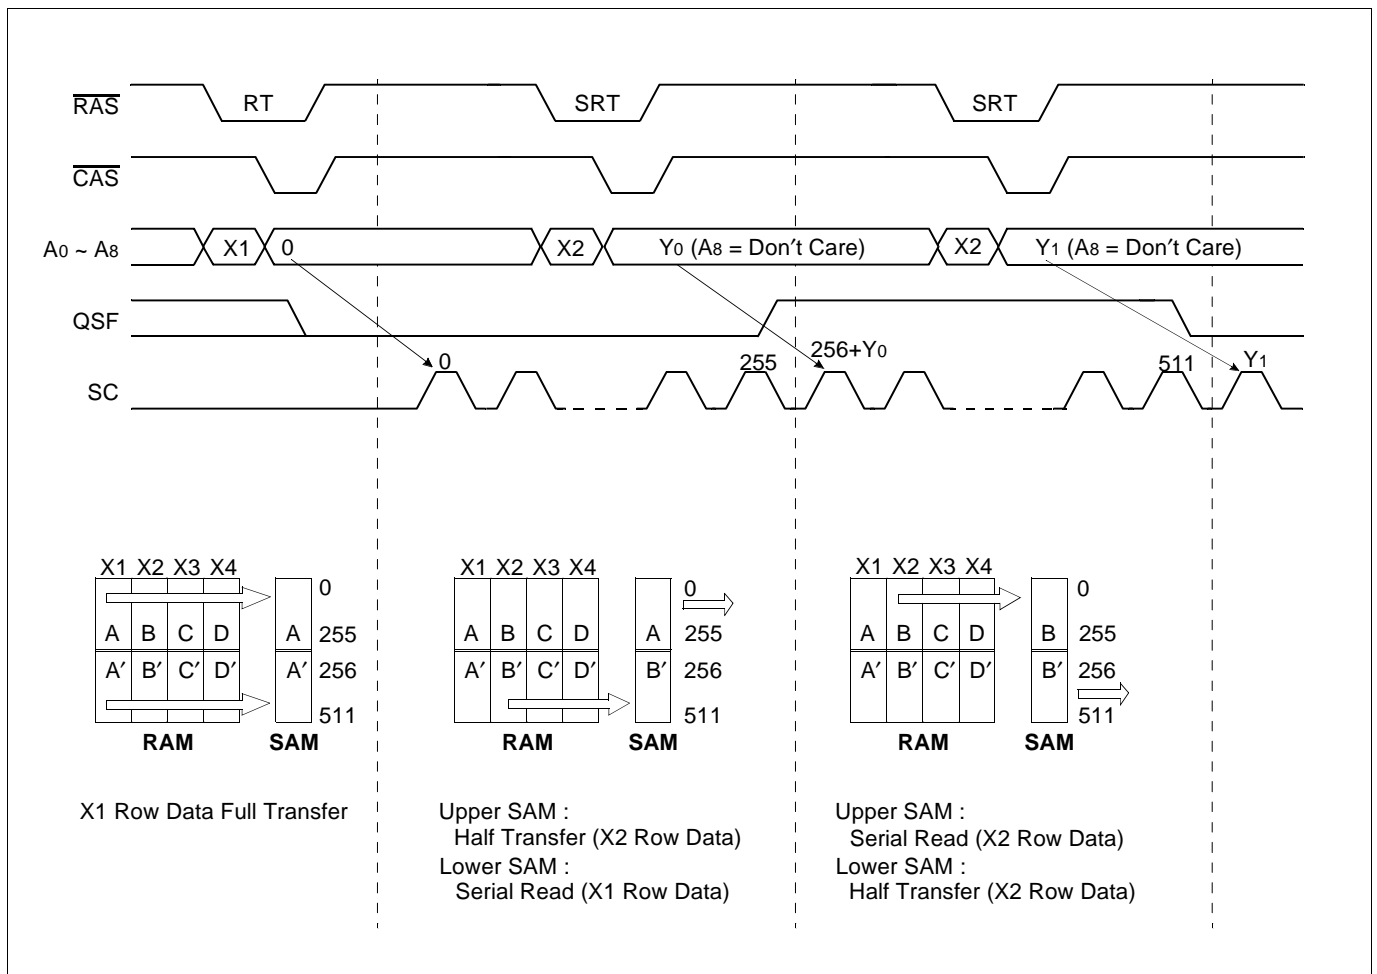 RAS RT SRT SRT
CAS
A0 ~ A8 X1 0 X2 Y0 (A8 = Don′t Care) X2 Y1 (A8 = Don′t Care)
QSF
SC 0 255 256+Y0 511 Y1
X1 X2 X3 X4
0
A B C D A 255
A′ B′ C′ D′ A′ 256
511
RAM SAM
X1 Row Data Full Transfer
X1 X2 X3 X4
0
A B C D A 255
A′ B′ C′ D′ B′ 256
511
RAM SAM
Upper SAM :
Half Transfer (X2 Row Data)
Lower SAM :
Serial Read (X1 Row Data)
X1 X2 X3 X4
0
A B C D B 255
A′ B′ C′ D′ B′ 256
511
RAM SAM
Upper SAM :
Serial Read (X2 Row Data)
Lower SAM :
Half Transfer (X2 Row Data)